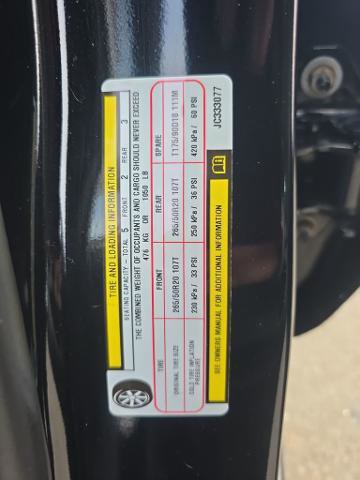 TIRE AND LOADING INFORMATION
SEATING CAPACITY - TOTAL 5 FRONT 2 REAR 3
THE COMBINED WEIGHT OF OCCUPANTS AND CARGO SHOULD NEVER EXCEED
476 KG OR 1050 LB
TIRE FRONT REAR SPARE
ORIGINAL TIRE SIZE 265/50R20 107T 265/50R20 107T T175/90D18 111M
COLD TIRE INFLATION PRESSURE 230 kPa / 33 PSI 250 kPa / 36 PSI 420 kPa / 60 PSI
SEE OWNERS MANUAL FOR ADDITIONAL INFORMATION
JC333077